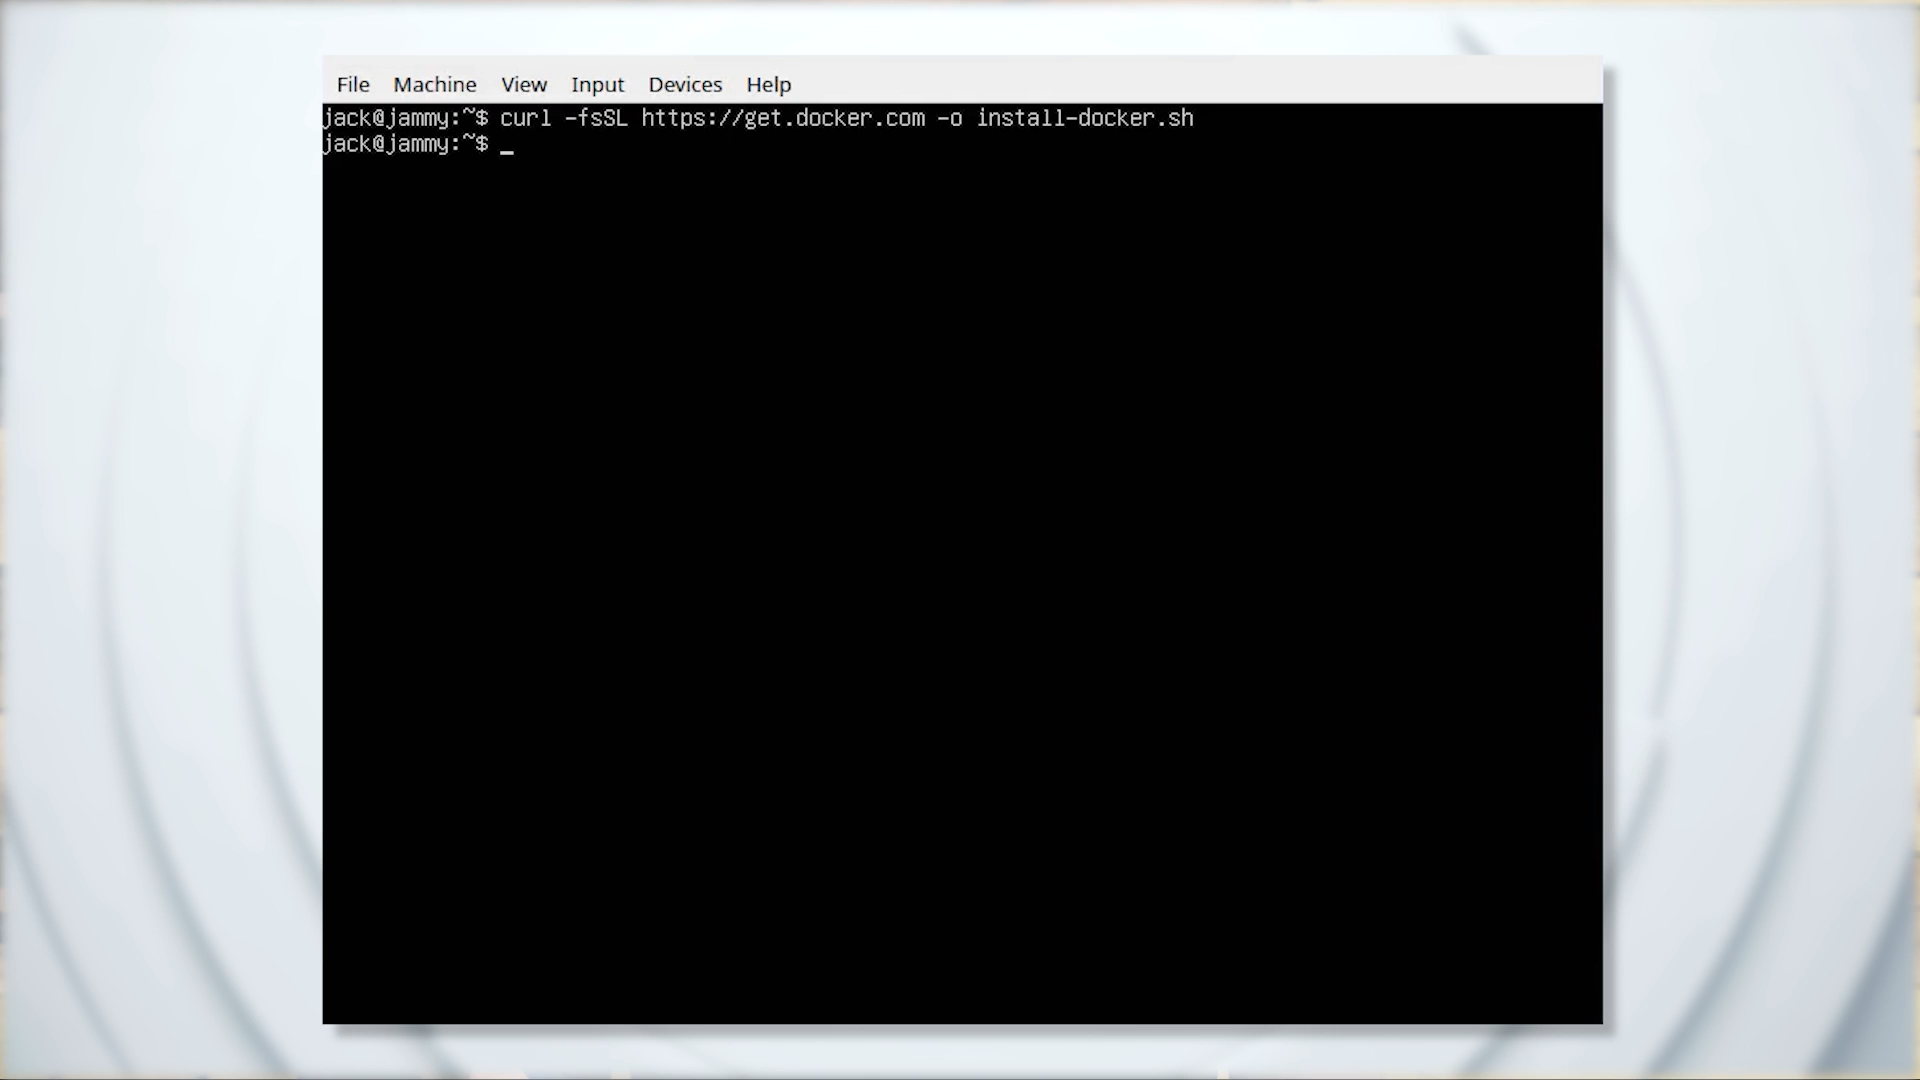 File Machine View Input Devices Help
jack@jammy:~$ curl -fsSL https://get.docker.com -o install-docker.sh
jack@jammy:~$ _